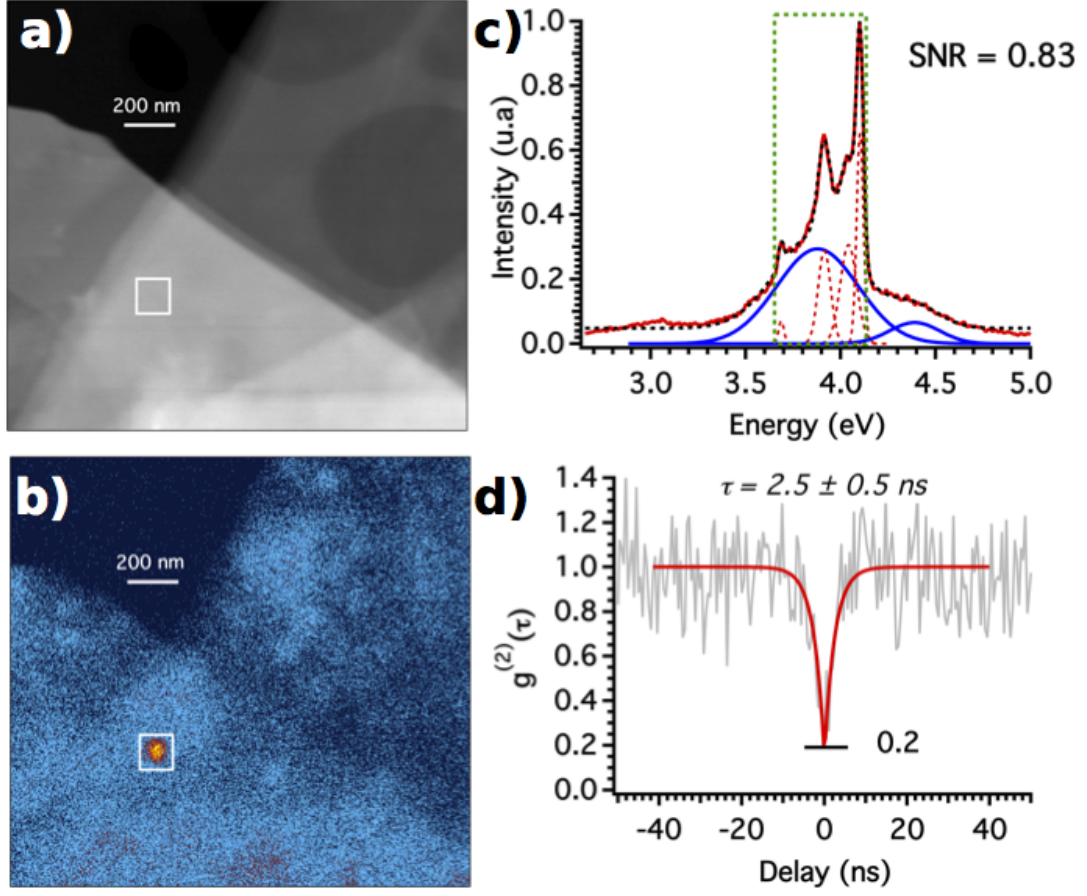 a)
200 nm
b)
200 nm
c)
SNR = 0.83
1.0
0.8
0.6
0.4
0.2
0.0
Intensity (u.a)
3.0 3.5 4.0 4.5 5.0
Energy (eV)
d)
τ = 2.5 ± 0.5 ns
1.4
1.2
1.0
0.8
0.6
0.4
0.2
0.0
g(2)(τ)
0.2
-40 -20 0 20 40
Delay (ns)